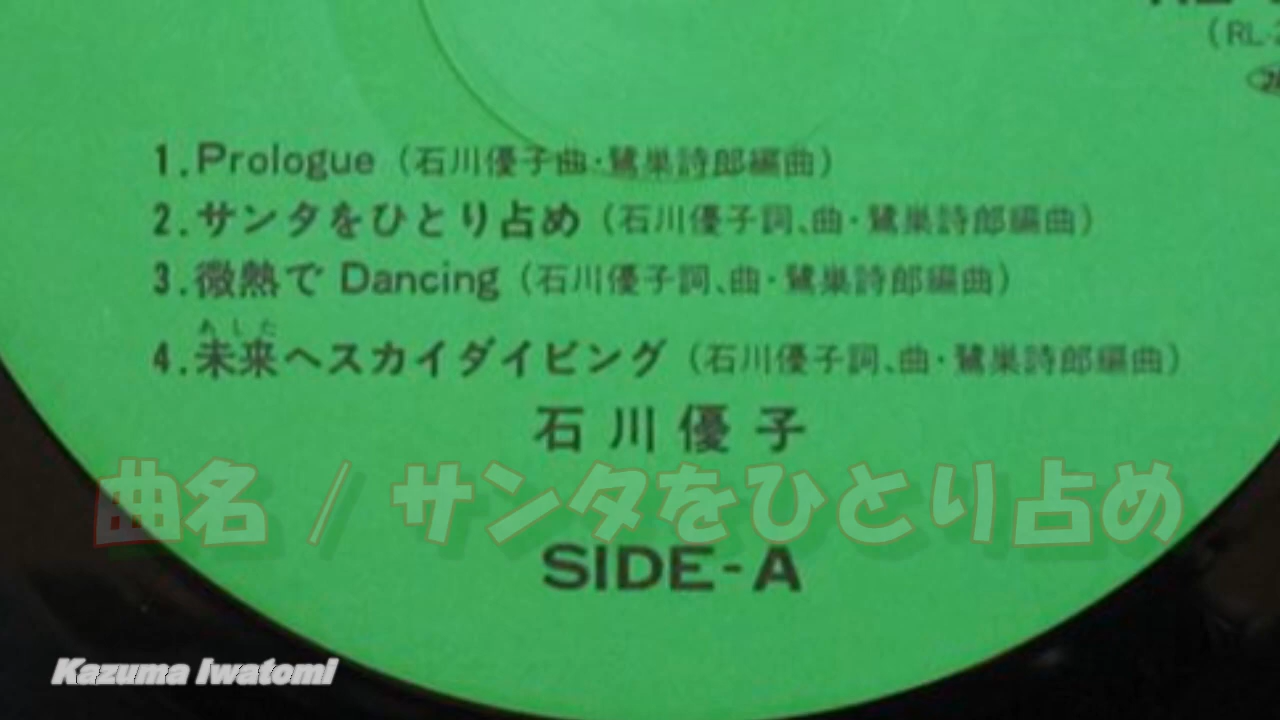 (RL-2
1.Prologue（石川優子曲・鷺巣詩郎編曲）
2.サンタをひとり占め（石川優子詞、曲・鷺巣詩郎編曲）
3.微熱で Dancing（石川優子詞、曲・鷺巣詩郎編曲）
あした
4.未来へスカイダイビング（石川優子詞、曲・鷺巣詩郎編曲）
石川優子
曲名 / サンタをひとり占め
SIDE-A
Kazuma Iwatomi